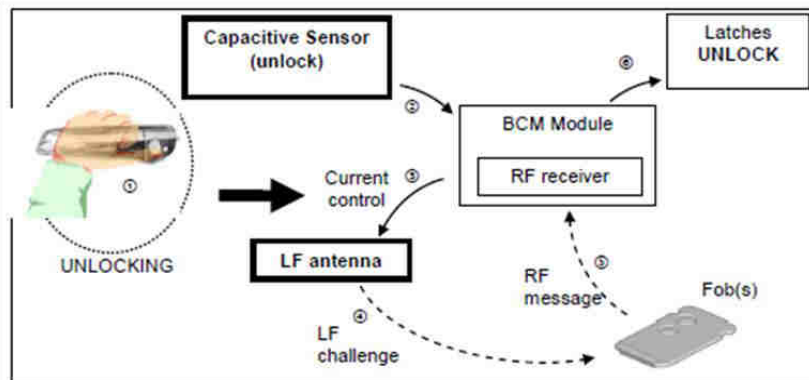 Capacitive Sensor
(unlock)
Latches
UNLOCK
⑥
②
BCM Module
RF receiver
①
Current
control
③
UNLOCKING
LF antenna
RF
message
⑤
Fob(s)
④
LF
challenge